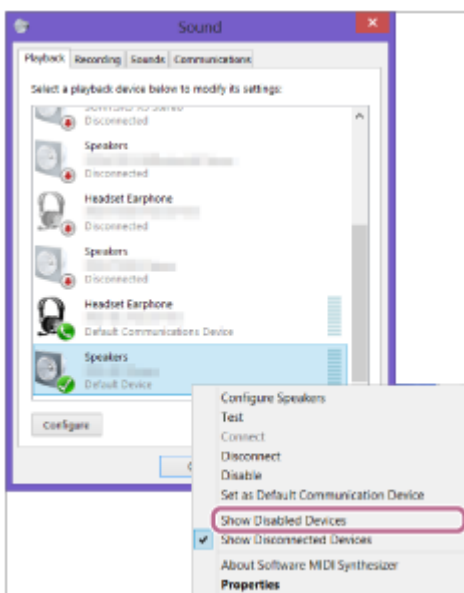 Sound
Playback Recording Sounds Communications
Select a playback device below to modify its settings:
Disconnected
Speakers
Disconnected
Headset Earphone
Disconnected
Speakers
Disconnected
Headset Earphone
Default Communications Device
Speakers
Default Device
Configure
Configure Speakers
Test
Connect
Disconnect
Disable
Set as Default Communication Device
Show Disabled Devices
Show Disconnected Devices
About Software MIDI Synthesizer
Properties